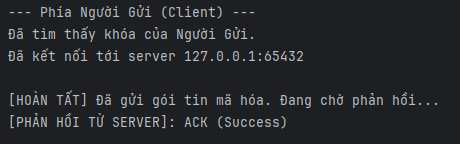 --- Phía Người Gửi (Client) ---
Đã tìm thấy khóa của Người Gửi.
Đã kết nối tới server 127.0.0.1:65432
[HOÀN TẤT] Đã gửi gói tin mã hóa. Đang chờ phản hồi...
[PHẢN HỒI TỪ SERVER]: ACK (Success)